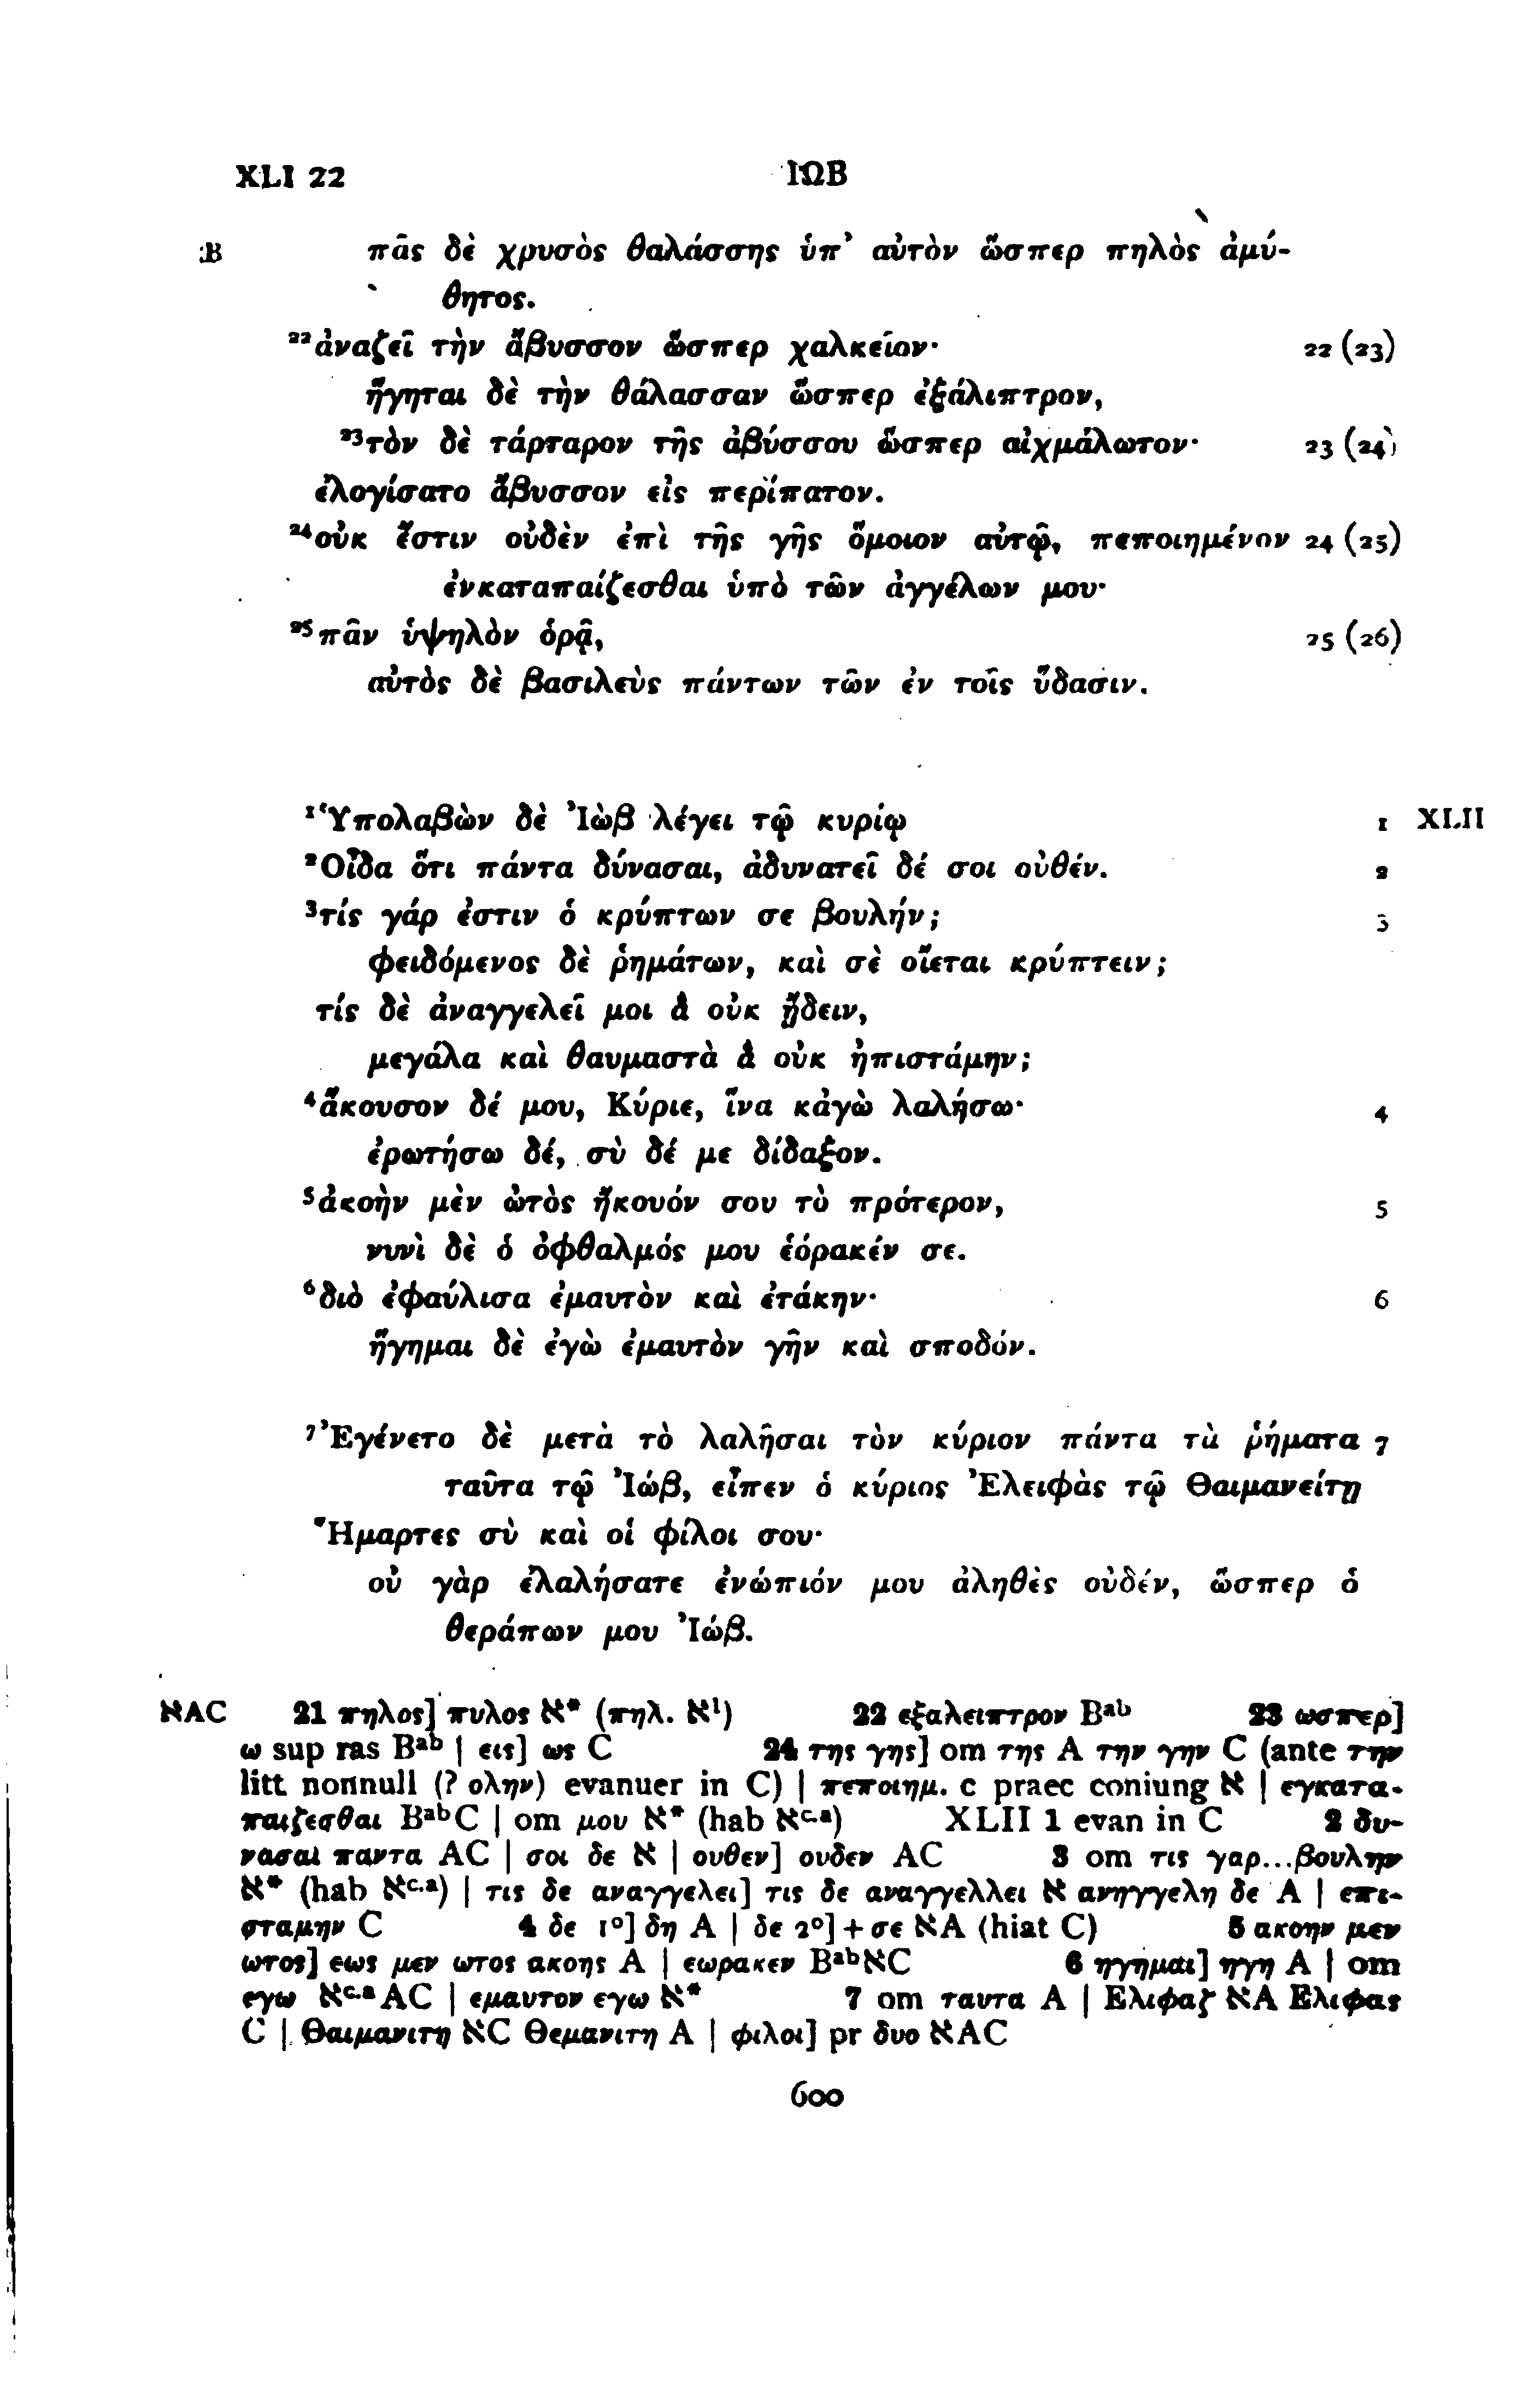 XLI 22 ΙΩΒ
B πᾶς δὲ χρυσὸς θαλάσσης ὑπ᾽ αὐτὸν ὥσπερ πηλὸς ἀμύ-
θητος.
²²ἀναζεῖ τὴν ἄβυσσον ὥσπερ χαλκεῖον· 22 (23)
ἥγηται δὲ τὴν θάλασσαν ὥσπερ ἐξάλιπτρον,
²³τὸν δὲ τάρταρον τῆς ἀβύσσου ὥσπερ αἰχμάλωτον· 23 (24)
ἐλογίσατο ἄβυσσον εἰς περίπατον.
²⁴οὐκ ἔστιν οὐδὲν ἐπὶ τῆς γῆς ὅμοιον αὐτῷ, πεποιημένον 24 (25)
ἐνκαταπαίζεσθαι ὑπὸ τῶν ἀγγέλων μου·
²⁵πᾶν ὑψηλὸν ὁρᾷ, 25 (26)
αὐτὸς δὲ βασιλεὺς πάντων τῶν ἐν τοῖς ὕδασιν.
¹Ὑπολαβὼν δὲ Ἰὼβ λέγει τῷ κυρίῳ 1 XLII
²Οἶδα ὅτι πάντα δύνασαι, ἀδυνατεῖ δέ σοι οὐθέν. 2
³τίς γάρ ἐστιν ὁ κρύπτων σε βουλήν; 3
φειδόμενος δὲ ῥημάτων, καὶ σὲ οἴεται κρύπτειν;
τίς δὲ ἀναγγελεῖ μοι ἃ οὐκ ᾔδειν,
μεγάλα καὶ θαυμαστὰ ἃ οὐκ ἠπιστάμην;
⁴ἄκουσον δέ μου, Κύριε, ἵνα κἀγὼ λαλήσω· 4
ἐρωτήσω δέ, σὺ δέ με δίδαξον.
⁵ἀκοὴν μὲν ὠτὸς ἤκουόν σου τὸ πρότερον, 5
νυνὶ δὲ ὁ ὀφθαλμός μου ἑόρακέν σε.
⁶διὸ ἐφαύλισα ἐμαυτὸν καὶ ἐτάκην· 6
ἥγημαι δὲ ἐγὼ ἐμαυτὸν γῆν καὶ σποδόν.
⁷Ἐγένετο δὲ μετὰ τὸ λαλῆσαι τὸν κύριον πάντα τὰ ῥήματα 7
ταῦτα τῷ Ἰώβ, εἶπεν ὁ κύριος Ἐλειφὰς τῷ Θαιμανείτῃ
Ἥμαρτες σὺ καὶ οἱ φίλοι σου·
οὐ γὰρ ἐλαλήσατε ἐνώπιόν μου ἀληθὲς οὐδέν, ὥσπερ ὁ
θεράπων μου Ἰώβ.
אAC 21 πηλος] πυλος א* (πηλ. א¹) 22 εξαλειπτρον Bᵃᵇ 23 ωσπερ]
ω sup ras Bᵃᵇ | εις] ως C 24 της γης] om της A την γην C (ante την
litt nonnull (? ολην) evanuer in C) | πεποιημ. c praec coniung א | εγκατα-
παιζεσθαι BᵃᵇC | om μου א* (hab אᶜ·ᵃ) XLII 1 evan in C 2 δυ-
νασαι παντα AC | σοι δε א | ουθεν] ουδεν AC 3 om τις γαρ...βουλην
א* (hab אᶜ·ᵃ) | τις δε αναγγελει] τις δε αναγγελλει א ανηγγελη δε A | επι-
σταμην C 4 δε 1°] δη A | δε 2°] + σε אA (hiat C) 5 ακοην μεν
ωτος] εως μεν ωτος ακοης A | εωρακεν BᵃᵇאC 6 ηγημαι] ηγη A | om
εγω אᶜ·ᵃAC | εμαυτον εγω א* 7 om ταυτα A | Ελιφαζ אA Ελιφας
C | Θαιμανιτη אC Θεμανιτη A | φιλοι] pr δυο אAC
600